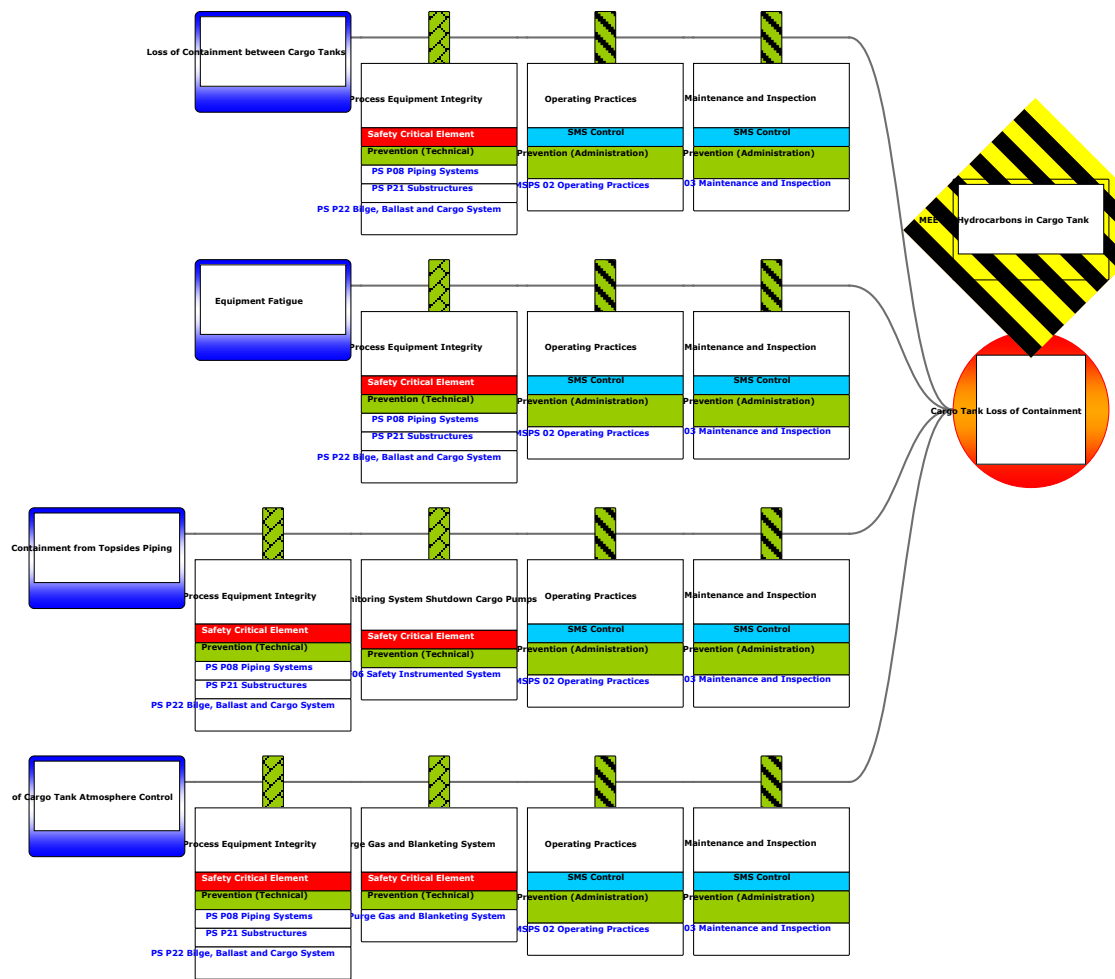 Loss of Containment between Cargo Tanks
Process Equipment Integrity
Operating Practices
Maintenance and Inspection
Safety Critical Element
SMS Control
SMS Control
Prevention (Technical)
Prevention (Administration)
Prevention (Administration)
PS P08 Piping Systems
MSPS 02 Operating Practices
03 Maintenance and Inspection
PS P21 Substructures
PS P22 Bilge, Ballast and Cargo System
Hydrocarbons in Cargo Tank
Equipment Fatigue
Process Equipment Integrity
Operating Practices
Maintenance and Inspection
Safety Critical Element
SMS Control
SMS Control
Prevention (Technical)
Prevention (Administration)
Prevention (Administration)
PS P08 Piping Systems
MSPS 02 Operating Practices
03 Maintenance and Inspection
PS P21 Substructures
PS P22 Bilge, Ballast and Cargo System
Cargo Tank Loss of Containment
Containment from Topsides Piping
Process Equipment Integrity
nitoring System Shutdown Cargo Pumps
Operating Practices
Maintenance and Inspection
Safety Critical Element
Safety Critical Element
SMS Control
SMS Control
Prevention (Technical)
Prevention (Technical)
Prevention (Administration)
Prevention (Administration)
PS P08 Piping Systems
06 Safety Instrumented System
MSPS 02 Operating Practices
03 Maintenance and Inspection
PS P21 Substructures
PS P22 Bilge, Ballast and Cargo System
of Cargo Tank Atmosphere Control
Process Equipment Integrity
rge Gas and Blanketing System
Operating Practices
Maintenance and Inspection
Safety Critical Element
Safety Critical Element
SMS Control
SMS Control
Prevention (Technical)
Prevention (Technical)
Prevention (Administration)
Prevention (Administration)
PS P08 Piping Systems
Purge Gas and Blanketing System
MSPS 02 Operating Practices
03 Maintenance and Inspection
PS P21 Substructures
PS P22 Bilge, Ballast and Cargo System